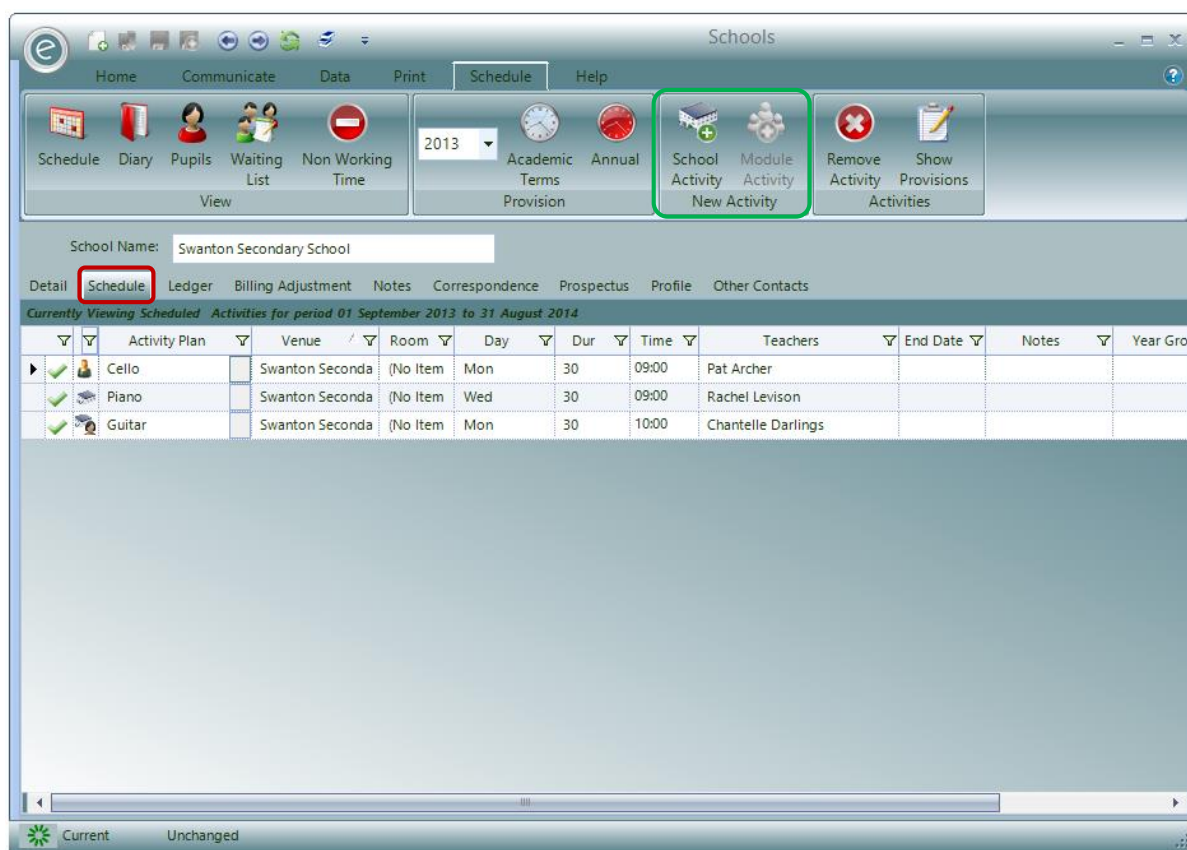 e
Schools
Home Communicate Data Print Schedule Help
Schedule Diary Pupils Waiting List Non Working Time
View
2013 Academic Terms Annual
Provision
School Activity Module Activity
New Activity
Remove Activity Show Provisions
Activities
School Name: Swanton Secondary School
Detail Schedule Ledger Billing Adjustment Notes Correspondence Prospectus Profile Other Contacts
Currently Viewing Scheduled Activities for period 01 September 2013 to 31 August 2014
Activity Plan Venue Room Day Dur Time Teachers End Date Notes Year Gro
Cello Swanton Seconda (No Item Mon 30 09:00 Pat Archer
Piano Swanton Seconda (No Item Wed 30 09:00 Rachel Levison
Guitar Swanton Seconda (No Item Mon 30 10:00 Chantelle Darlings
Current Unchanged